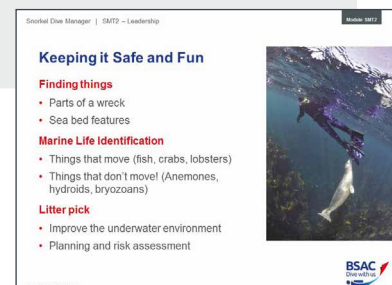 Snorkel Dive Manager | SMT2 – Leadership
Module SMT2
Keeping it Safe and Fun
Finding things
• Parts of a wreck
• Sea bed features
Marine Life Identification
• Things that move (fish, crabs, lobsters)
• Things that don't move! (Anemones,
hydroids, bryozoans)
Litter pick
• Improve the underwater environment
• Planning and risk assessment
BSAC
Dive with us